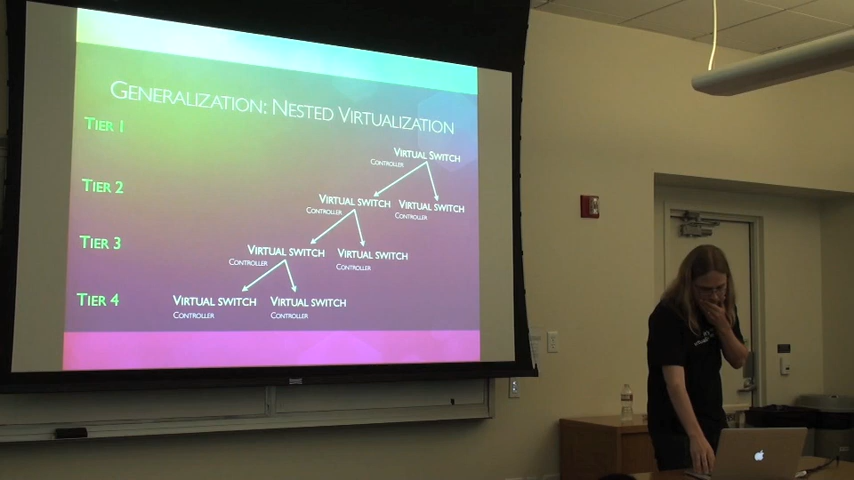 GENERALIZATION: NESTED VIRTUALIZATION
TIER 1
VIRTUAL SWITCH
CONTROLLER
TIER 2
VIRTUAL SWITCH VIRTUAL SWITCH
CONTROLLER CONTROLLER
TIER 3
VIRTUAL SWITCH VIRTUAL SWITCH
CONTROLLER CONTROLLER
TIER 4
VIRTUAL SWITCH VIRTUAL SWITCH
CONTROLLER CONTROLLER